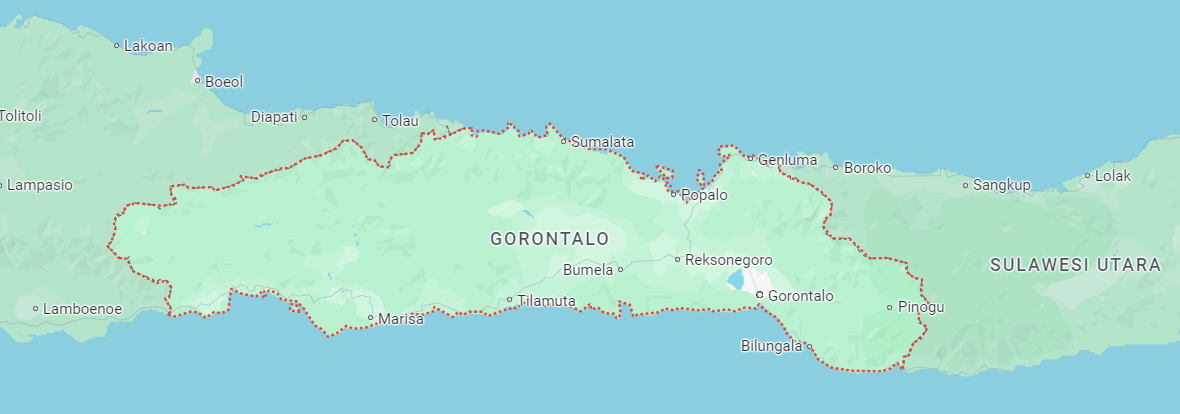 Lakoan
Boeol
Tolitoli
Diapati
Tolau
Sumalata
Genluma
Boroko
Lolak
Lampasio
Sangkup
Popalo
GORONTALO
Reksonegoro
SULAWESI UTARA
Bumela
Gorontalo
Tilamuta
Lamboenoe
Pinogu
Marisa
Bilungala